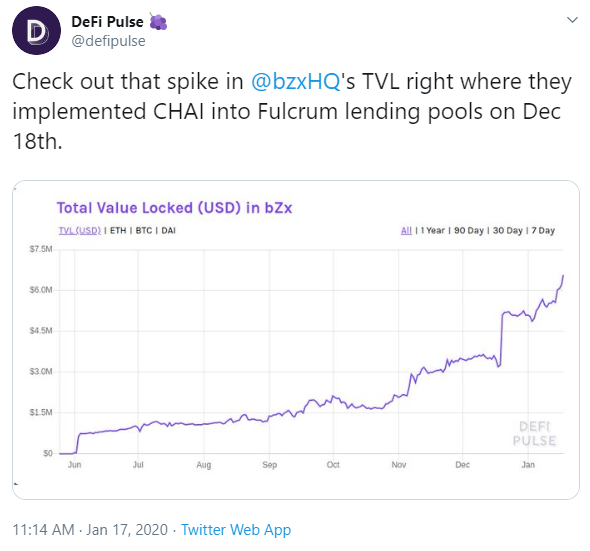 DeFi Pulse
@defipulse
Check out that spike in @bzxHQ's TVL right where they
implemented CHAI into Fulcrum lending pools on Dec
18th.
Total Value Locked (USD) in bZx
TVL (USD) | ETH | BTC | DAI
All | 1 Year | 90 Day | 30 Day | 7 Day
$7.5M
$6.0M
$4.5M
$3.0M
$1.5M
$0
DEFI
PULSE
Jun Jul Aug Sep Oct Nov Dec Jan
11:14 AM · Jan 17, 2020 · Twitter Web App